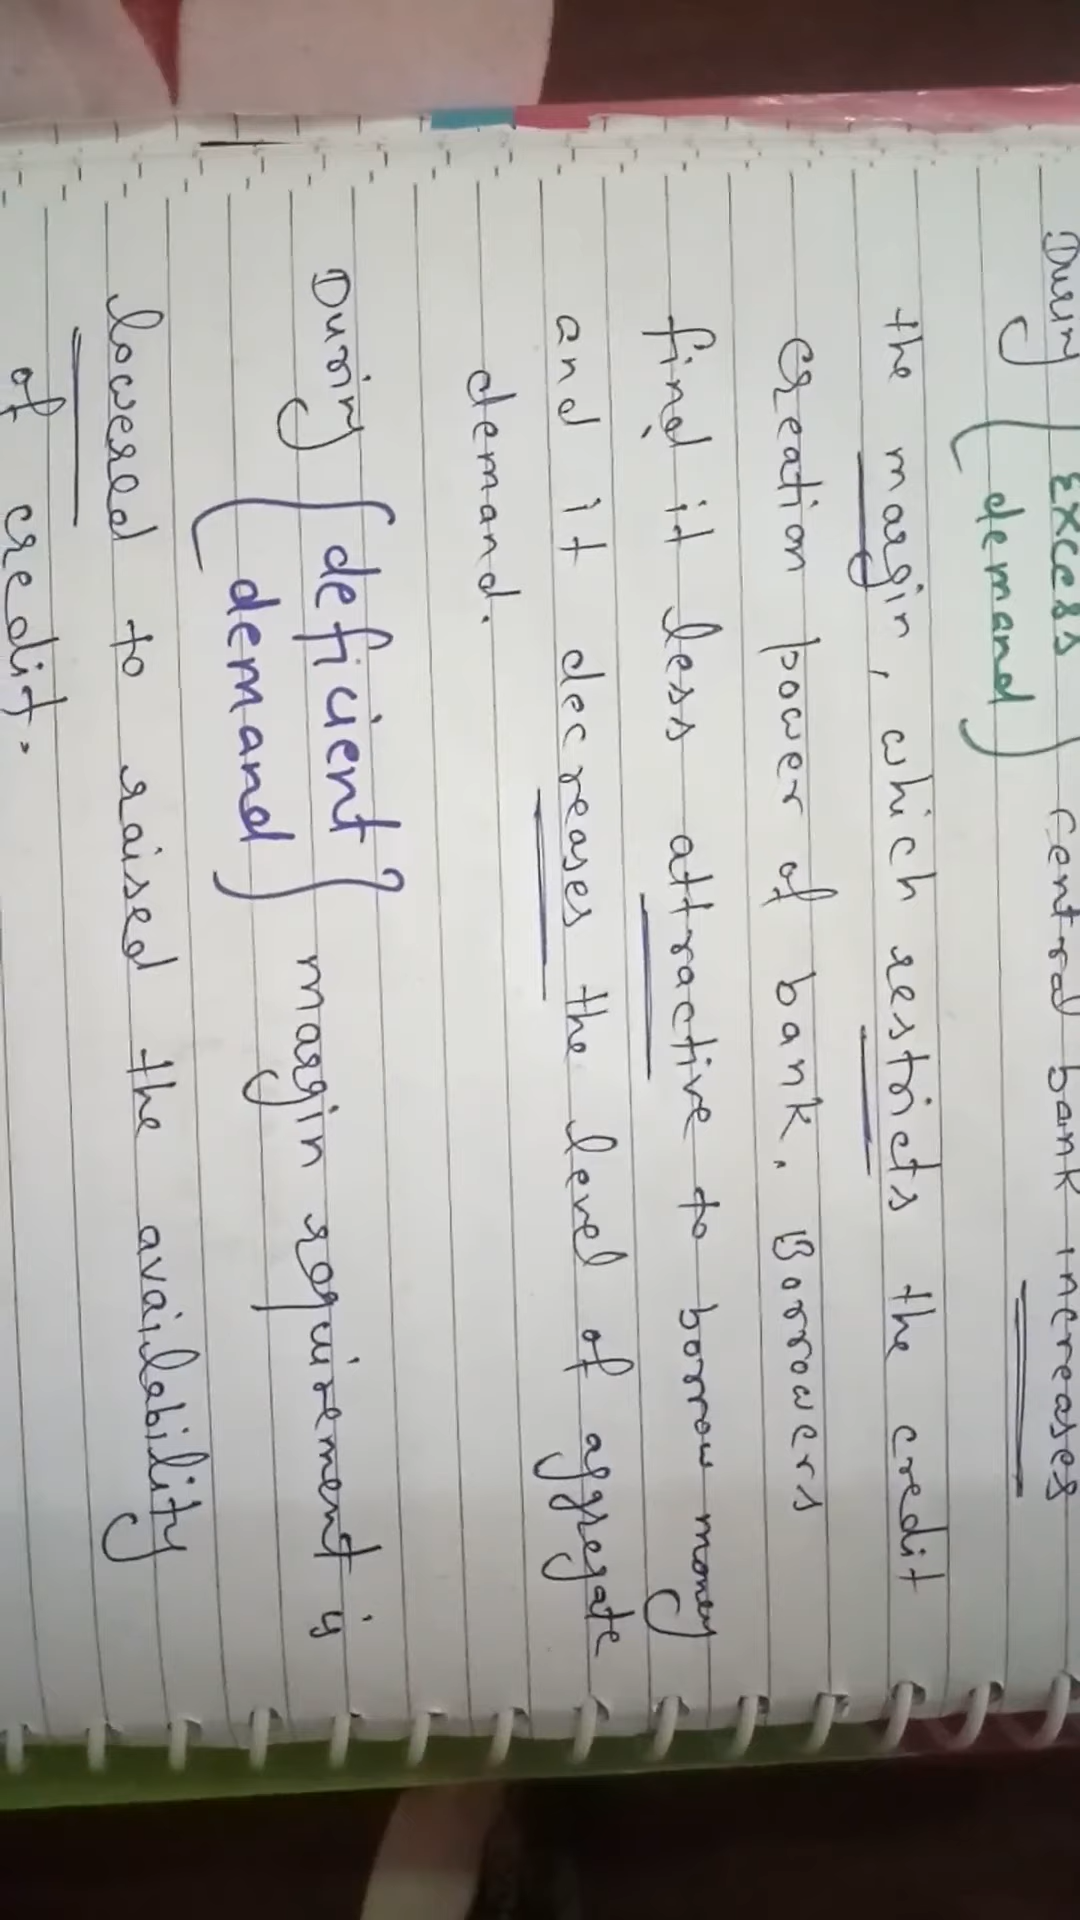 During {excess demand} central bank increases
the margin, which restricts the credit
creation power of bank. Borrowers
find it less attractive to borrow money
and it decreases the level of aggregate
demand.
During {deficient demand} margin requirement is
lowered to raised the availability
of credit.